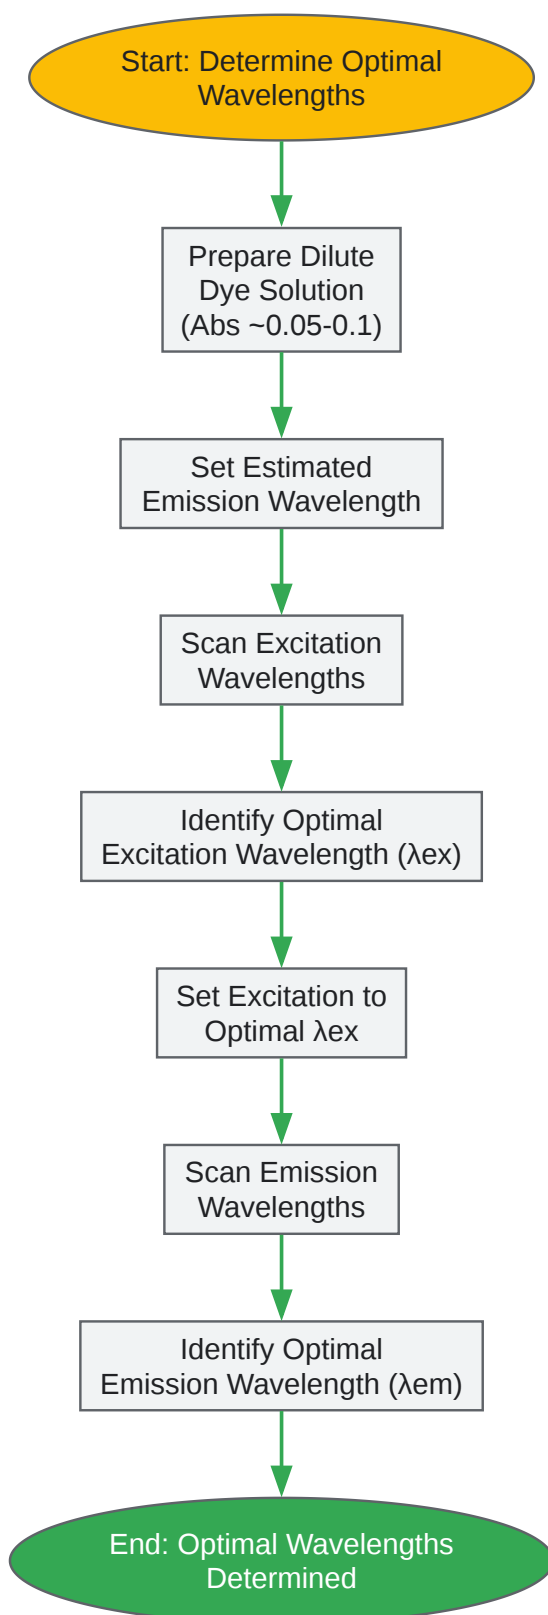 Start: Determine Optimal
Wavelengths
Prepare Dilute
Dye Solution
(Abs ~0.05-0.1)
Set Estimated
Emission Wavelength
Scan Excitation
Wavelengths
Identify Optimal
Excitation Wavelength (λex)
Set Excitation to
Optimal λex
Scan Emission
Wavelengths
Identify Optimal
Emission Wavelength (λem)
End: Optimal Wavelengths
Determined